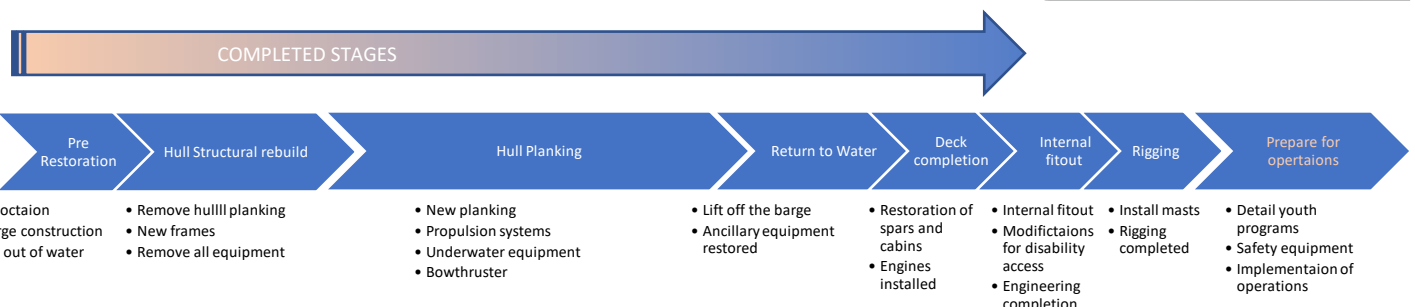 COMPLETED STAGES
Pre
Restoration
Hull Structural rebuild
Hull Planking
Return to Water
Deck
completion
Internal
fitout
Rigging
Prepare for
opertaions
octaion
rge construction
out of water
• Remove hullll planking
• New frames
• Remove all equipment
• New planking
• Propulsion systems
• Underwater equipment
• Bowthruster
• Lift off the barge
• Ancillary equipment
restored
• Restoration of
spars and
cabins
• Engines
installed
• Internal fitout
• Modifictaions
for disability
access
• Engineering
completion
• Install masts
• Rigging
completed
• Detail youth
programs
• Safety equipment
• Implementaion of
operations